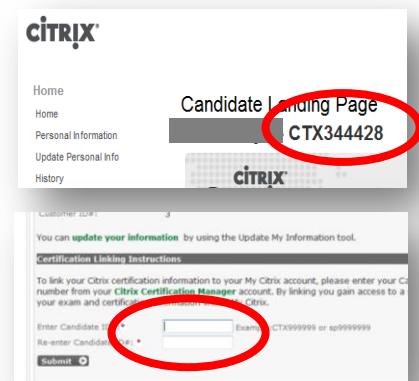 CİTRIX
Home
Home
Personal Information
Update Personal Info
History
Candidate Landing Page
CTX344428
CİTRIX
Customer ID#: 3
You can update your information by using the Update My Information tool.
Certification Linking Instructions
To link your Citrix certification information to your My Citrix account, please enter your Ca
number from your Citrix Certification Manager account. By linking you gain access to a
your exam and certification information My Citrix.
Enter Candidate ID#: * Example:CTX999999 or sp9999999
Re-enter Candidate ID#: *
Submit